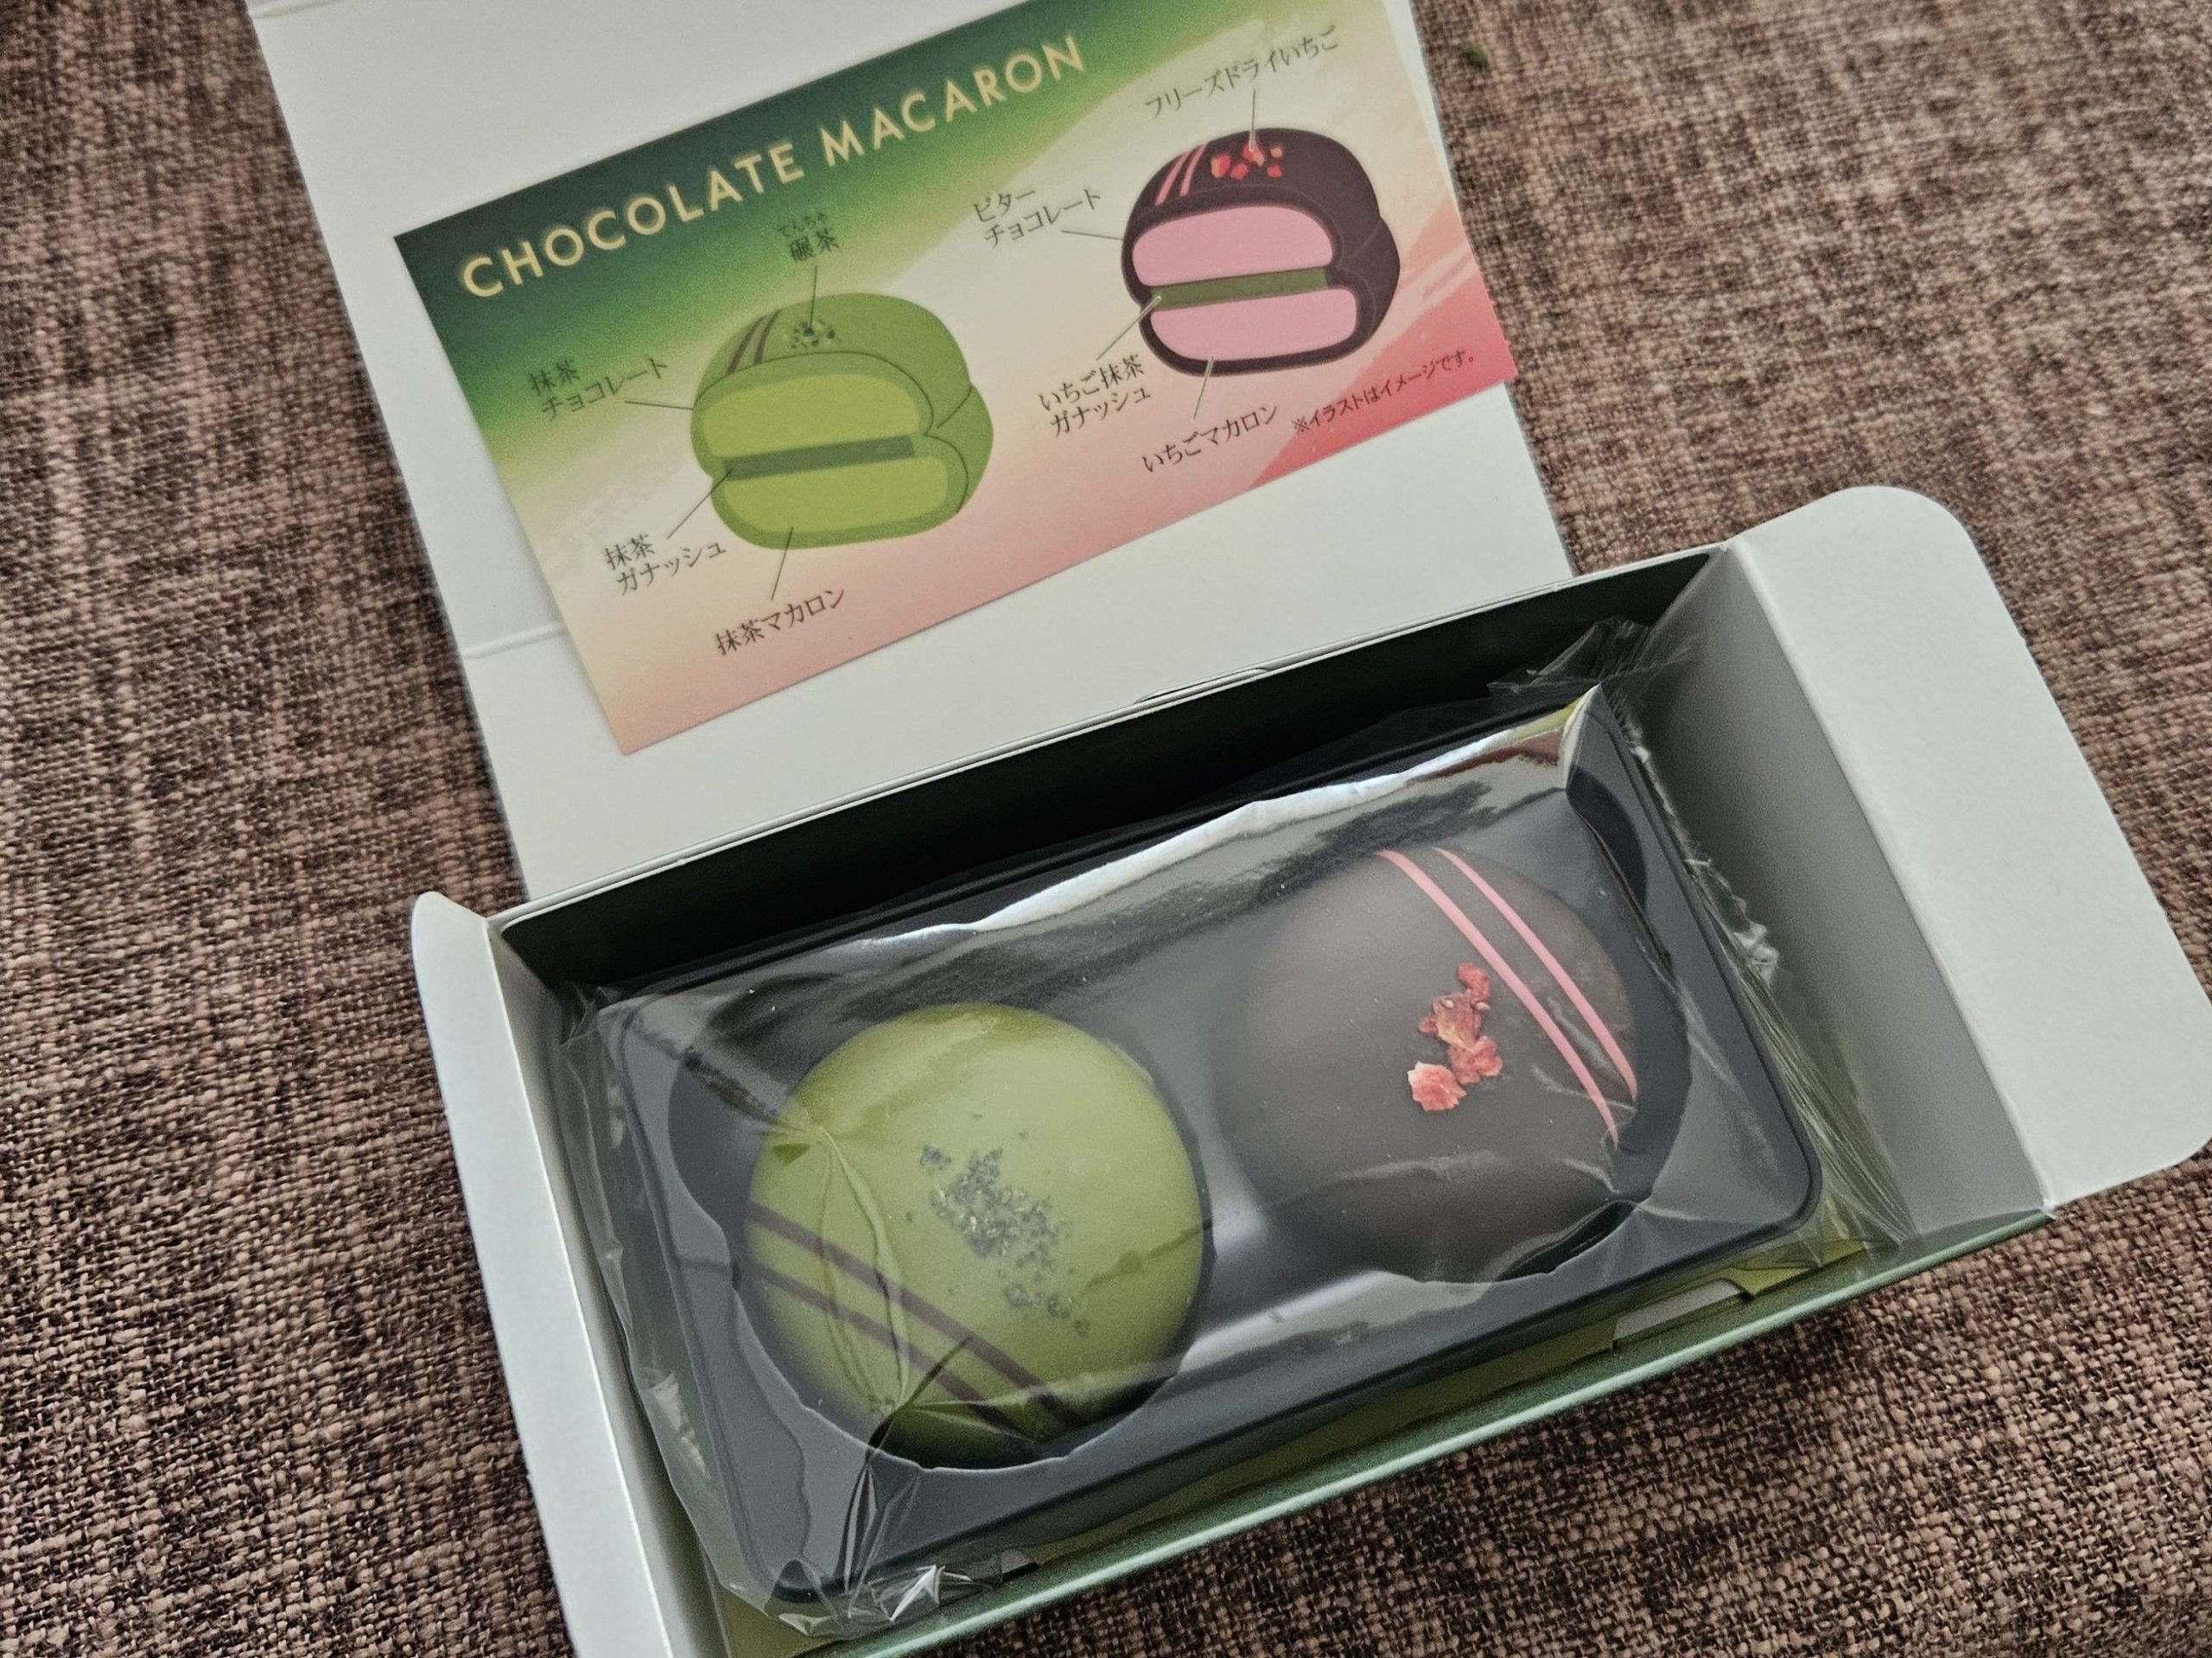 CHOCOLATE MACARON
てんちゃ
碾茶
抹茶
チョコレート
抹茶
ガナッシュ
抹茶マカロン
フリーズドライいちご
ビター
チョコレート
いちご抹茶
ガナッシュ
いちごマカロン
※イラストはイメージです。